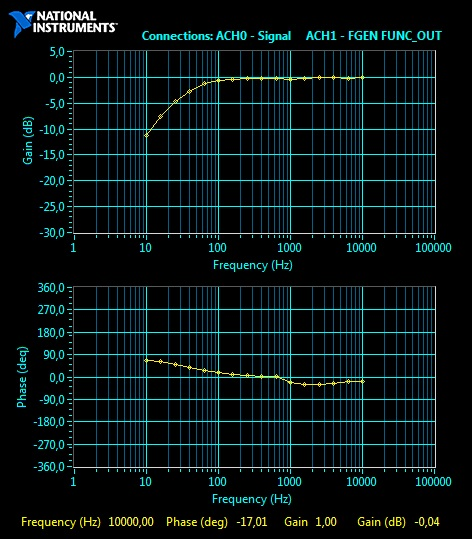 NATIONAL
INSTRUMENTS
Connections: ACH0 - Signal ACH1 - FGEN FUNC_OUT
5,0
0,0
-5,0
-10,0
-15,0
-20,0
-25,0
-30,0
Gain (dB)
1 10 100 1000 10000 100000
Frequency (Hz)
360,0
270,0
180,0
90,0
0,0
-90,0
-180,0
-270,0
-360,0
Phase (deq)
1 10 100 1000 10000 100000
Frequency (Hz)
Frequency (Hz) 10000,00 Phase (deg) -17,01 Gain 1,00 Gain (dB) -0,04